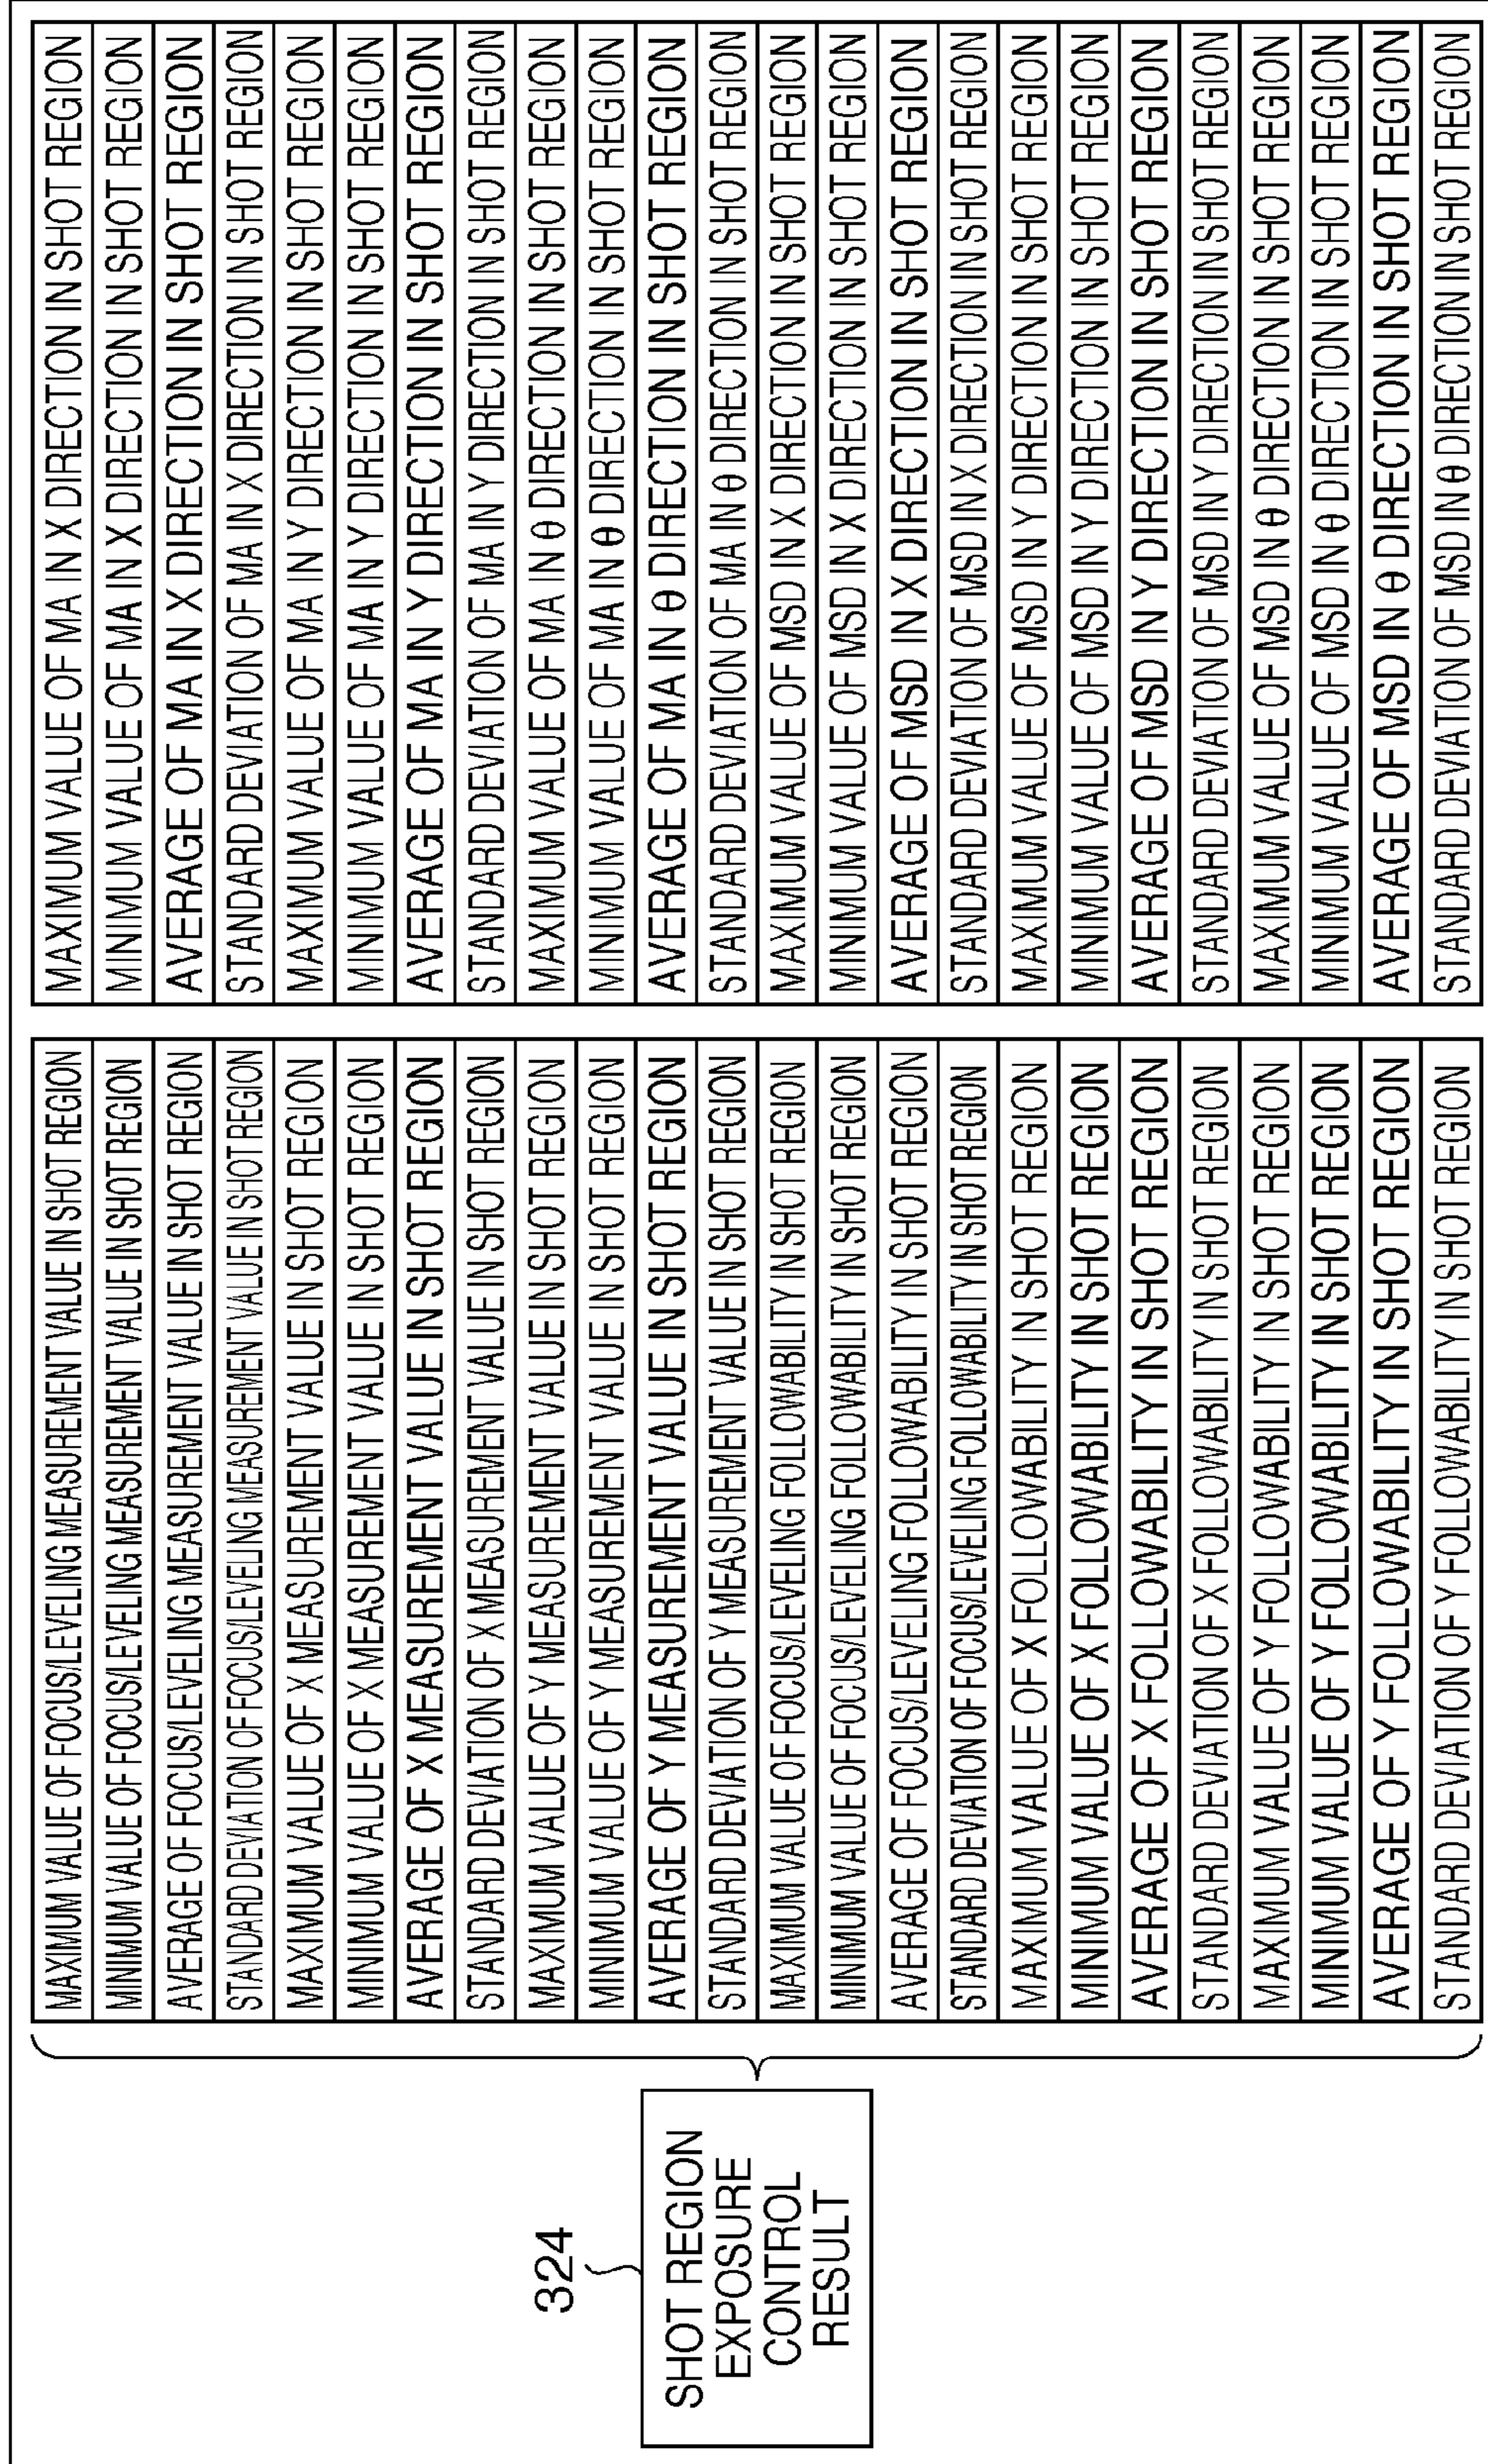 324
SHOT REGION
EXPOSURE
CONTROL
RESULT
MAXIMUM VALUE OF FOCUS/LEVELING MEASUREMENT VALUE IN SHOT REGION
MINIMUM VALUE OF FOCUS/LEVELING MEASUREMENT VALUE IN SHOT REGION
AVERAGE OF FOCUS/LEVELING MEASUREMENT VALUE IN SHOT REGION
STANDARD DEVIATION OF FOCUS/LEVELING MEASUREMENT VALUE IN SHOT REGION
MAXIMUM VALUE OF X MEASUREMENT VALUE IN SHOT REGION
MINIMUM VALUE OF X MEASUREMENT VALUE IN SHOT REGION
AVERAGE OF X MEASUREMENT VALUE IN SHOT REGION
STANDARD DEVIATION OF X MEASUREMENT VALUE IN SHOT REGION
MAXIMUM VALUE OF Y MEASUREMENT VALUE IN SHOT REGION
MINIMUM VALUE OF Y MEASUREMENT VALUE IN SHOT REGION
AVERAGE OF Y MEASUREMENT VALUE IN SHOT REGION
STANDARD DEVIATION OF Y MEASUREMENT VALUE IN SHOT REGION
MAXIMUM VALUE OF FOCUS/LEVELING FOLLOWABILITY IN SHOT REGION
MINIMUM VALUE OF FOCUS/LEVELING FOLLOWABILITY IN SHOT REGION
AVERAGE OF FOCUS/LEVELING FOLLOWABILITY IN SHOT REGION
STANDARD DEVIATION OF FOCUS/LEVELING FOLLOWABILITY IN SHOT REGION
MAXIMUM VALUE OF X FOLLOWABILITY IN SHOT REGION
MINIMUM VALUE OF X FOLLOWABILITY IN SHOT REGION
AVERAGE OF X FOLLOWABILITY IN SHOT REGION
STANDARD DEVIATION OF X FOLLOWABILITY IN SHOT REGION
MAXIMUM VALUE OF Y FOLLOWABILITY IN SHOT REGION
MINIMUM VALUE OF Y FOLLOWABILITY IN SHOT REGION
AVERAGE OF Y FOLLOWABILITY IN SHOT REGION
STANDARD DEVIATION OF Y FOLLOWABILITY IN SHOT REGION
MAXIMUM VALUE OF MA IN X DIRECTION IN SHOT REGION
MINIMUM VALUE OF MA IN X DIRECTION IN SHOT REGION
AVERAGE OF MA IN X DIRECTION IN SHOT REGION
STANDARD DEVIATION OF MA IN X DIRECTION IN SHOT REGION
MAXIMUM VALUE OF MA IN Y DIRECTION IN SHOT REGION
MINIMUM VALUE OF MA IN Y DIRECTION IN SHOT REGION
AVERAGE OF MA IN Y DIRECTION IN SHOT REGION
STANDARD DEVIATION OF MA IN Y DIRECTION IN SHOT REGION
MAXIMUM VALUE OF MA IN θ DIRECTION IN SHOT REGION
MINIMUM VALUE OF MA IN θ DIRECTION IN SHOT REGION
AVERAGE OF MA IN θ DIRECTION IN SHOT REGION
STANDARD DEVIATION OF MA IN θ DIRECTION IN SHOT REGION
MAXIMUM VALUE OF MSD IN X DIRECTION IN SHOT REGION
MINIMUM VALUE OF MSD IN X DIRECTION IN SHOT REGION
AVERAGE OF MSD IN X DIRECTION IN SHOT REGION
STANDARD DEVIATION OF MSD IN X DIRECTION IN SHOT REGION
MAXIMUM VALUE OF MSD IN Y DIRECTION IN SHOT REGION
MINIMUM VALUE OF MSD IN Y DIRECTION IN SHOT REGION
AVERAGE OF MSD IN Y DIRECTION IN SHOT REGION
STANDARD DEVIATION OF MSD IN Y DIRECTION IN SHOT REGION
MAXIMUM VALUE OF MSD IN θ DIRECTION IN SHOT REGION
MINIMUM VALUE OF MSD IN θ DIRECTION IN SHOT REGION
AVERAGE OF MSD IN θ DIRECTION IN SHOT REGION
STANDARD DEVIATION OF MSD IN θ DIRECTION IN SHOT REGION